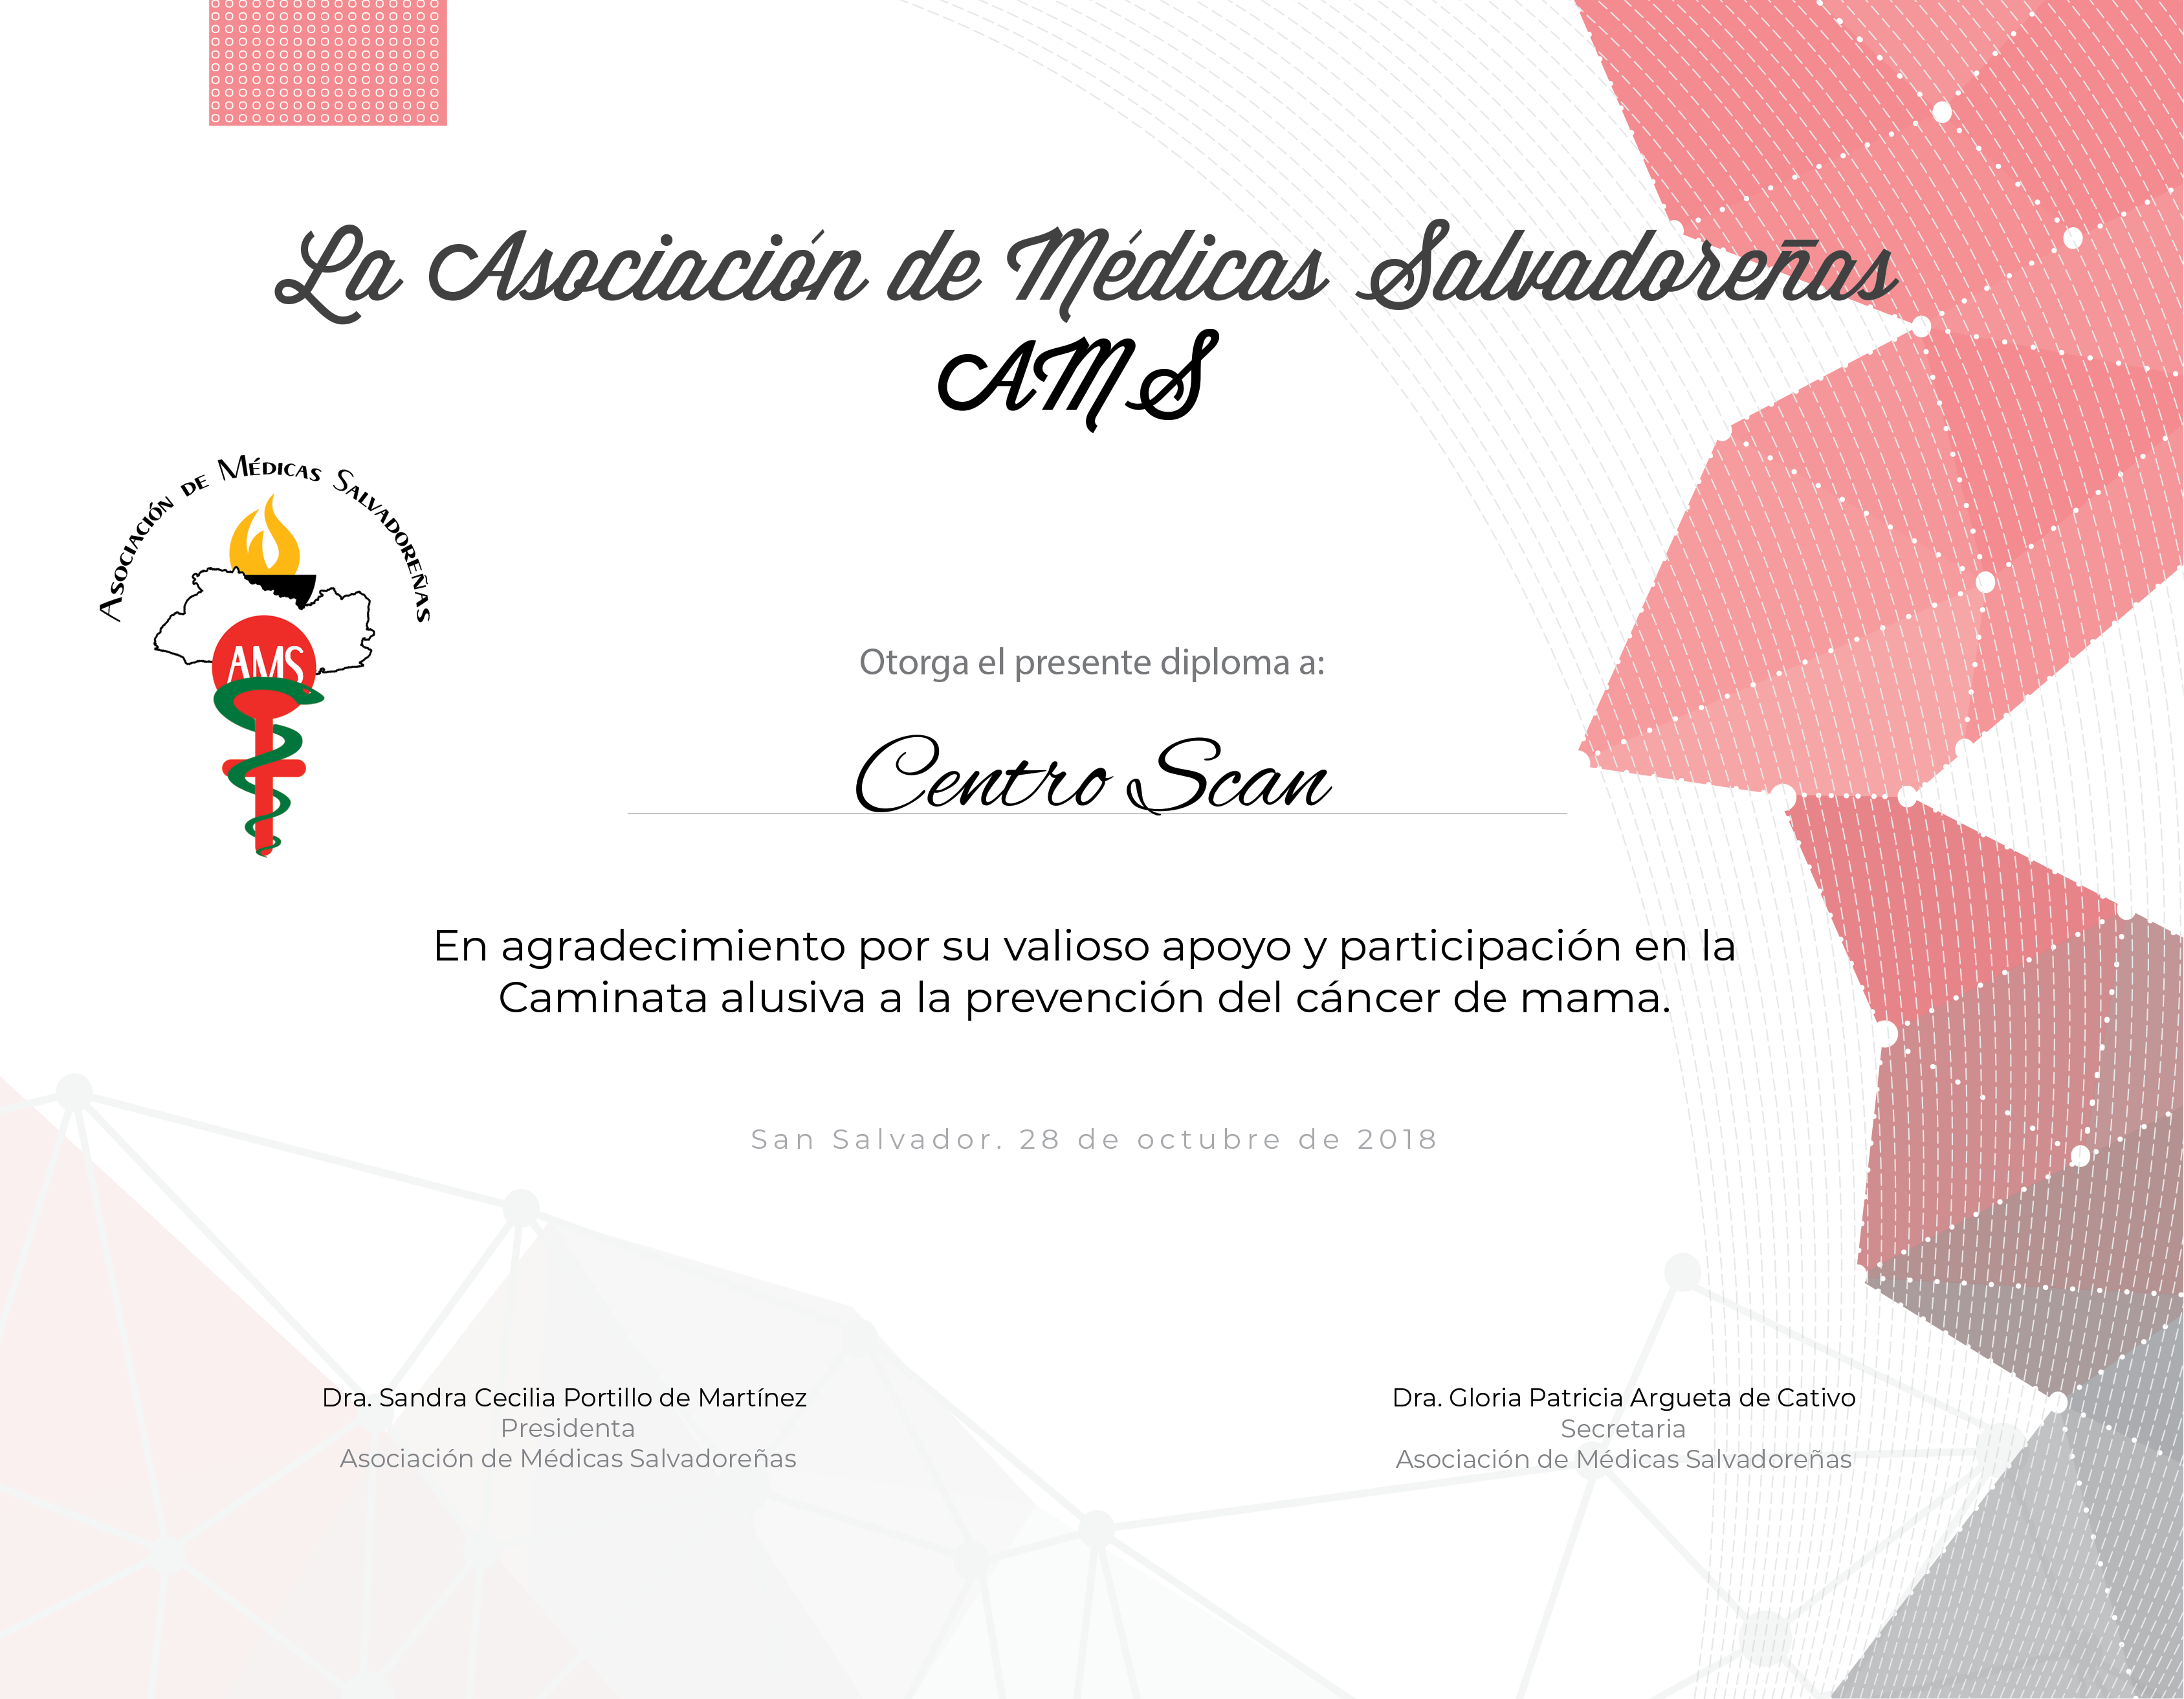 La Asociación de Médicas Salvadoreñas
AMS
Asociación de Médicas Salvadoreñas
AMS
Otorga el presente diploma a:
Centro Scan
En agradecimiento por su valioso apoyo y participación en la
Caminata alusiva a la prevención del cáncer de mama.
San Salvador. 28 de octubre de 2018
Dra. Sandra Cecilia Portillo de Martínez
Presidenta
Asociación de Médicas Salvadoreñas
Dra. Gloria Patricia Argueta de Cativo
Secretaria
Asociación de Médicas Salvadoreñas